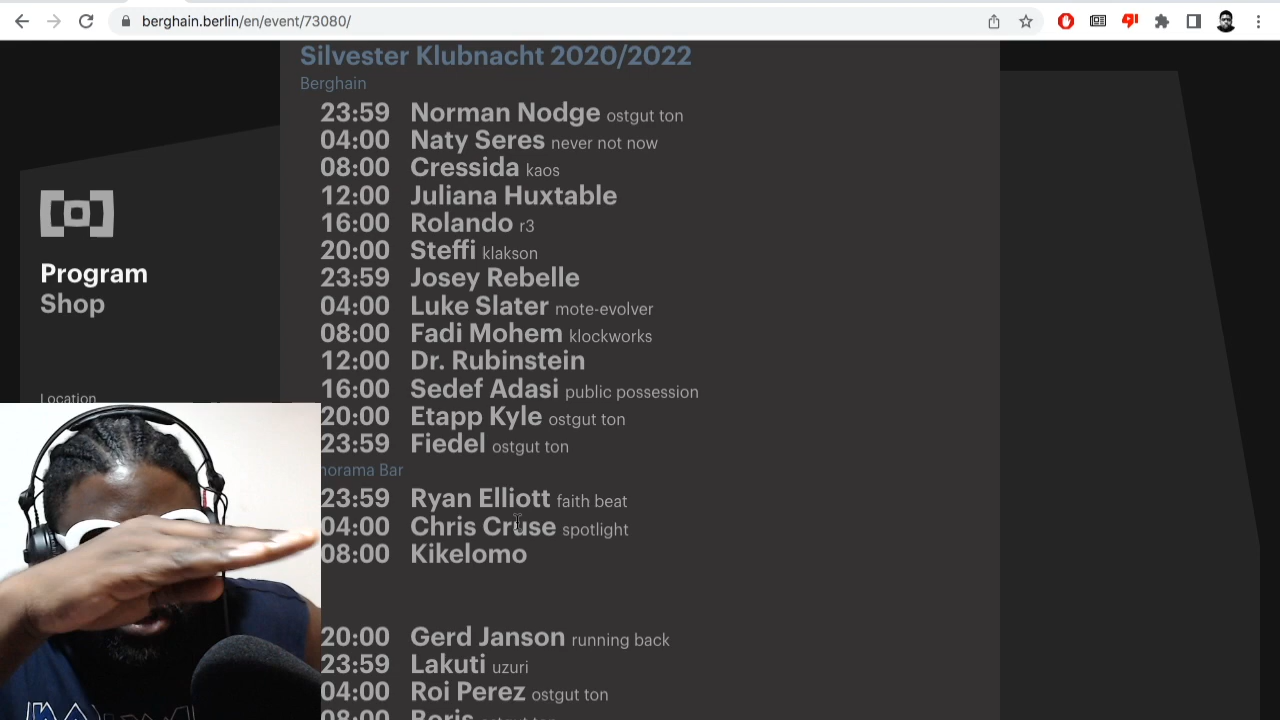 berghain.berlin/en/event/73080/
Silvester Klubnacht 2020/2022
Berghain
23:59 Norman Nodge ostgut ton
04:00 Naty Seres never not now
08:00 Cressida kaos
12:00 Juliana Huxtable
16:00 Rolando r3
20:00 Steffi klakson
23:59 Josey Rebelle
04:00 Luke Slater mote-evolver
08:00 Fadi Mohem klockworks
12:00 Dr. Rubinstein
16:00 Sedef Adasi public possession
20:00 Etapp Kyle ostgut ton
23:59 Fiedel ostgut ton
norama Bar
23:59 Ryan Elliott faith beat
04:00 Chris Cruse spotlight
08:00 Kikelomo
20:00 Gerd Janson running back
23:59 Lakuti uzuri
04:00 Roi Perez ostgut ton
08:00 Boris ostgut ton
Program
Shop
Location